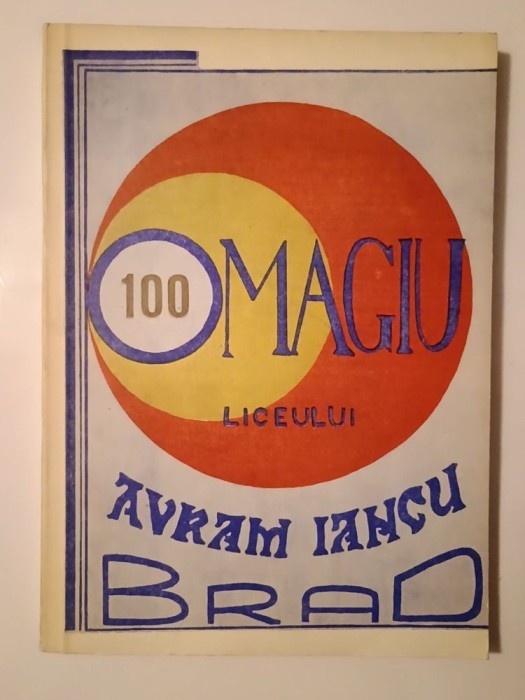 OMAGIU
100
LICEULUI
AVRAM IANCU
BRAD